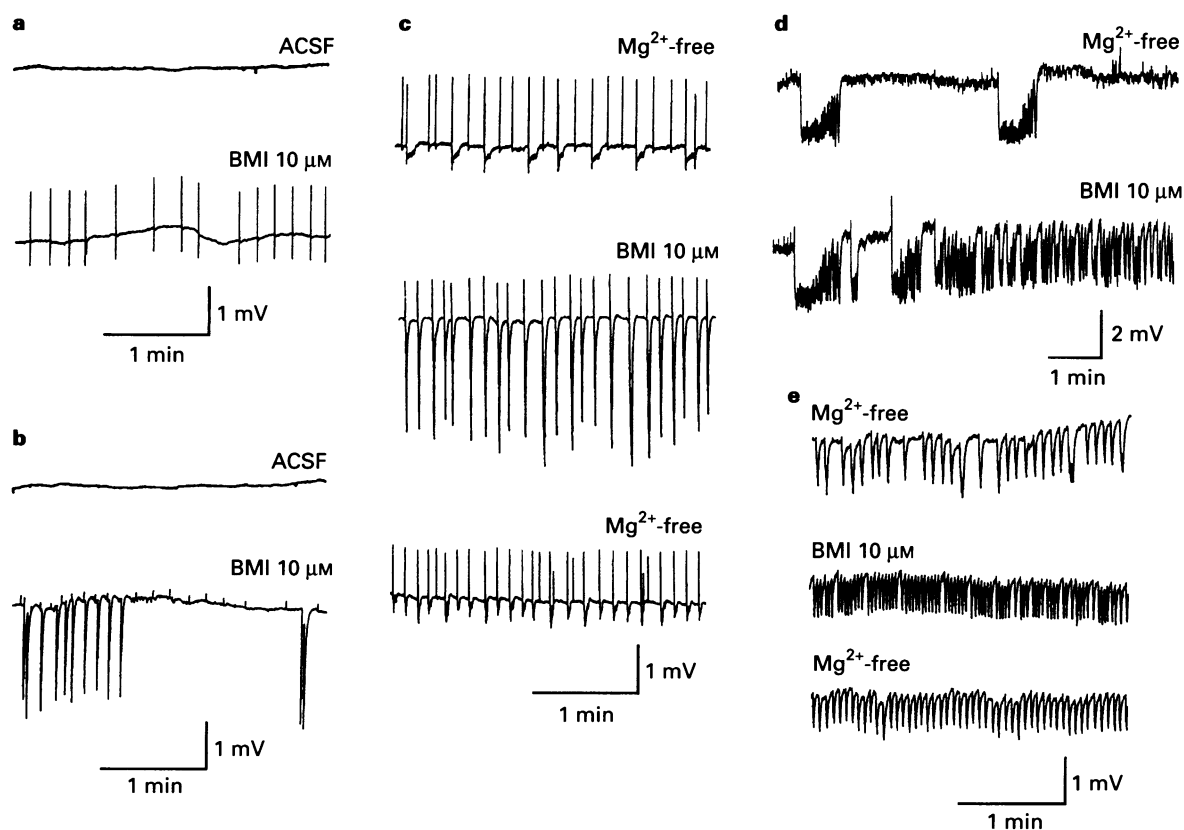 a
ACSF
BMI 10 μM
1 mV
1 min
b
ACSF
BMI 10 μM
1 mV
1 min
c
Mg2+-free
BMI 10 μM
Mg2+-free
1 mV
1 min
d
Mg2+-free
BMI 10 μM
2 mV
1 min
e
Mg2+-free
BMI 10 μM
Mg2+-free
1 mV
1 min